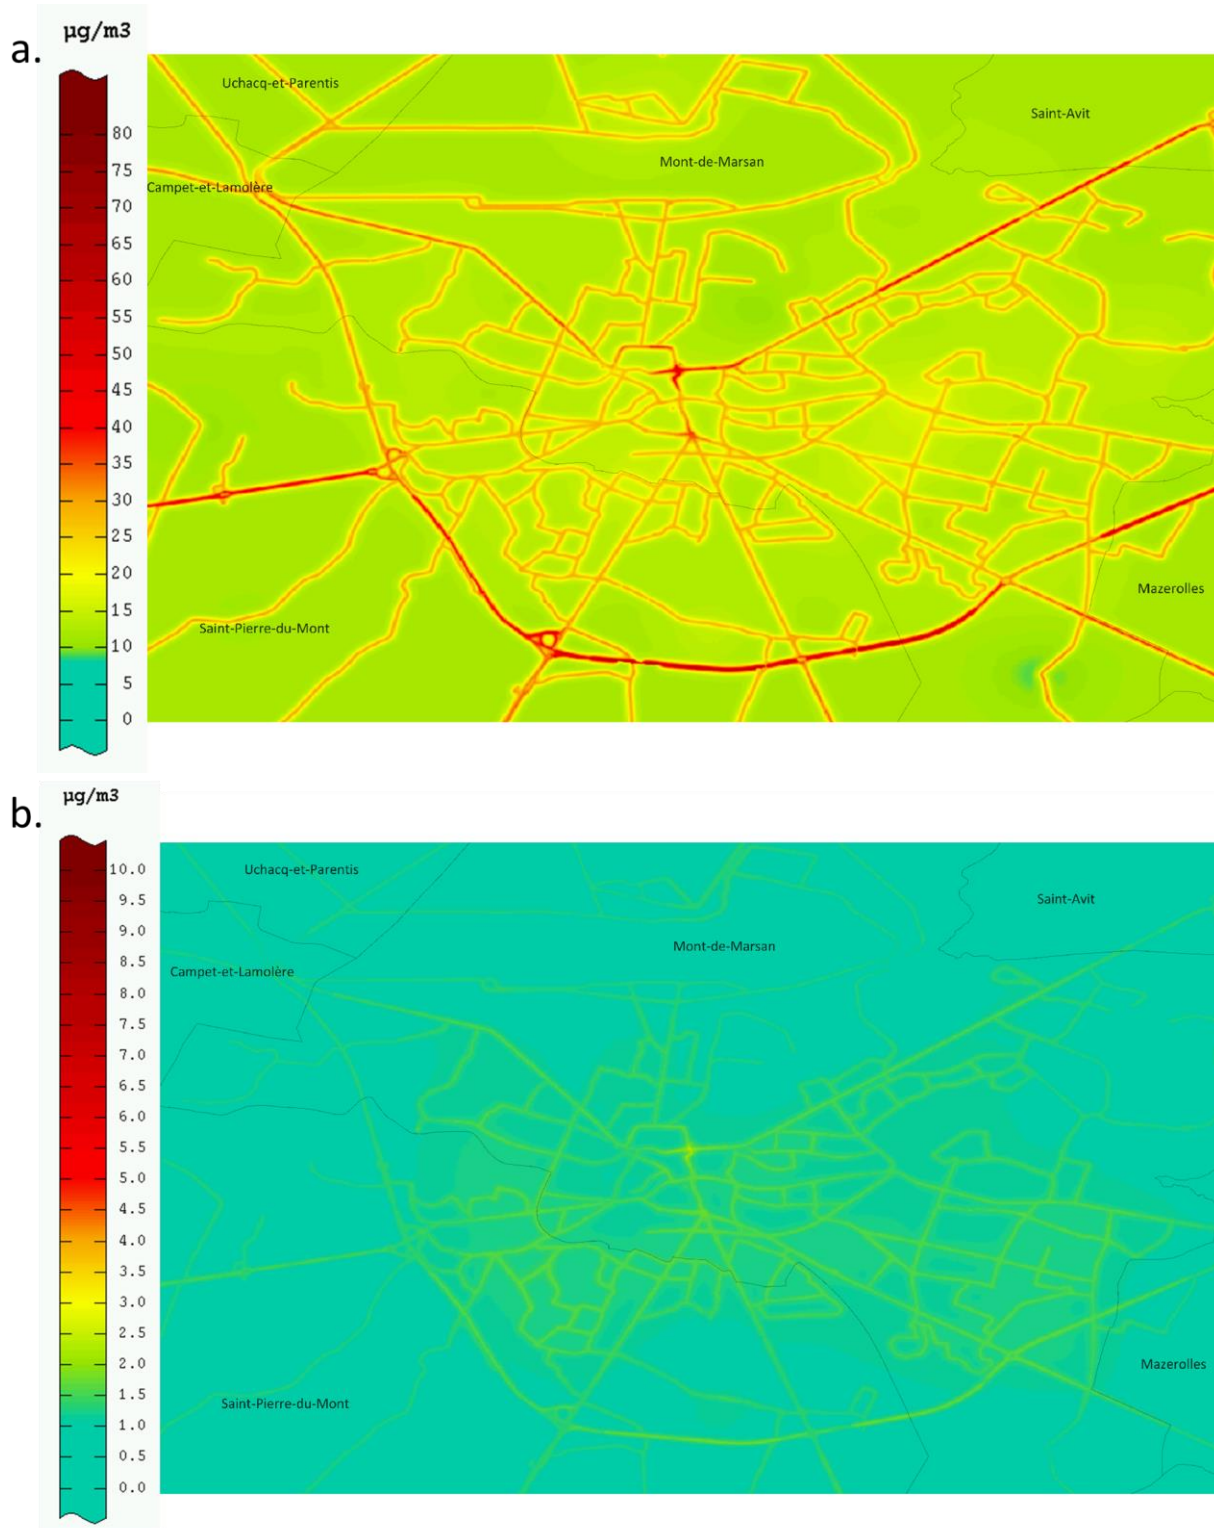 µg/m3
a.
Uchacq-et-Parentis
Saint-Avit
80
Mont-de-Marsan
75
Campet-et-Lamolère
70
65
60
55
50
45
40
35
30
25
20
Mazerolles
15
Saint-Pierre-du-Mont
10
5
0
µg/m3
b.
10.0
Uchacq-et-Parentis
9.5
Saint-Avit
9.0
Mont-de-Marsan
8.5
Campet-et-Lamolère
8.0
7.5
7.0
6.5
6.0
5.5
5.0
4.5
4.0
3.5
3.0
2.5
2.0
Mazerolles
1.5
Saint-Pierre-du-Mont
1.0
0.5
0.0